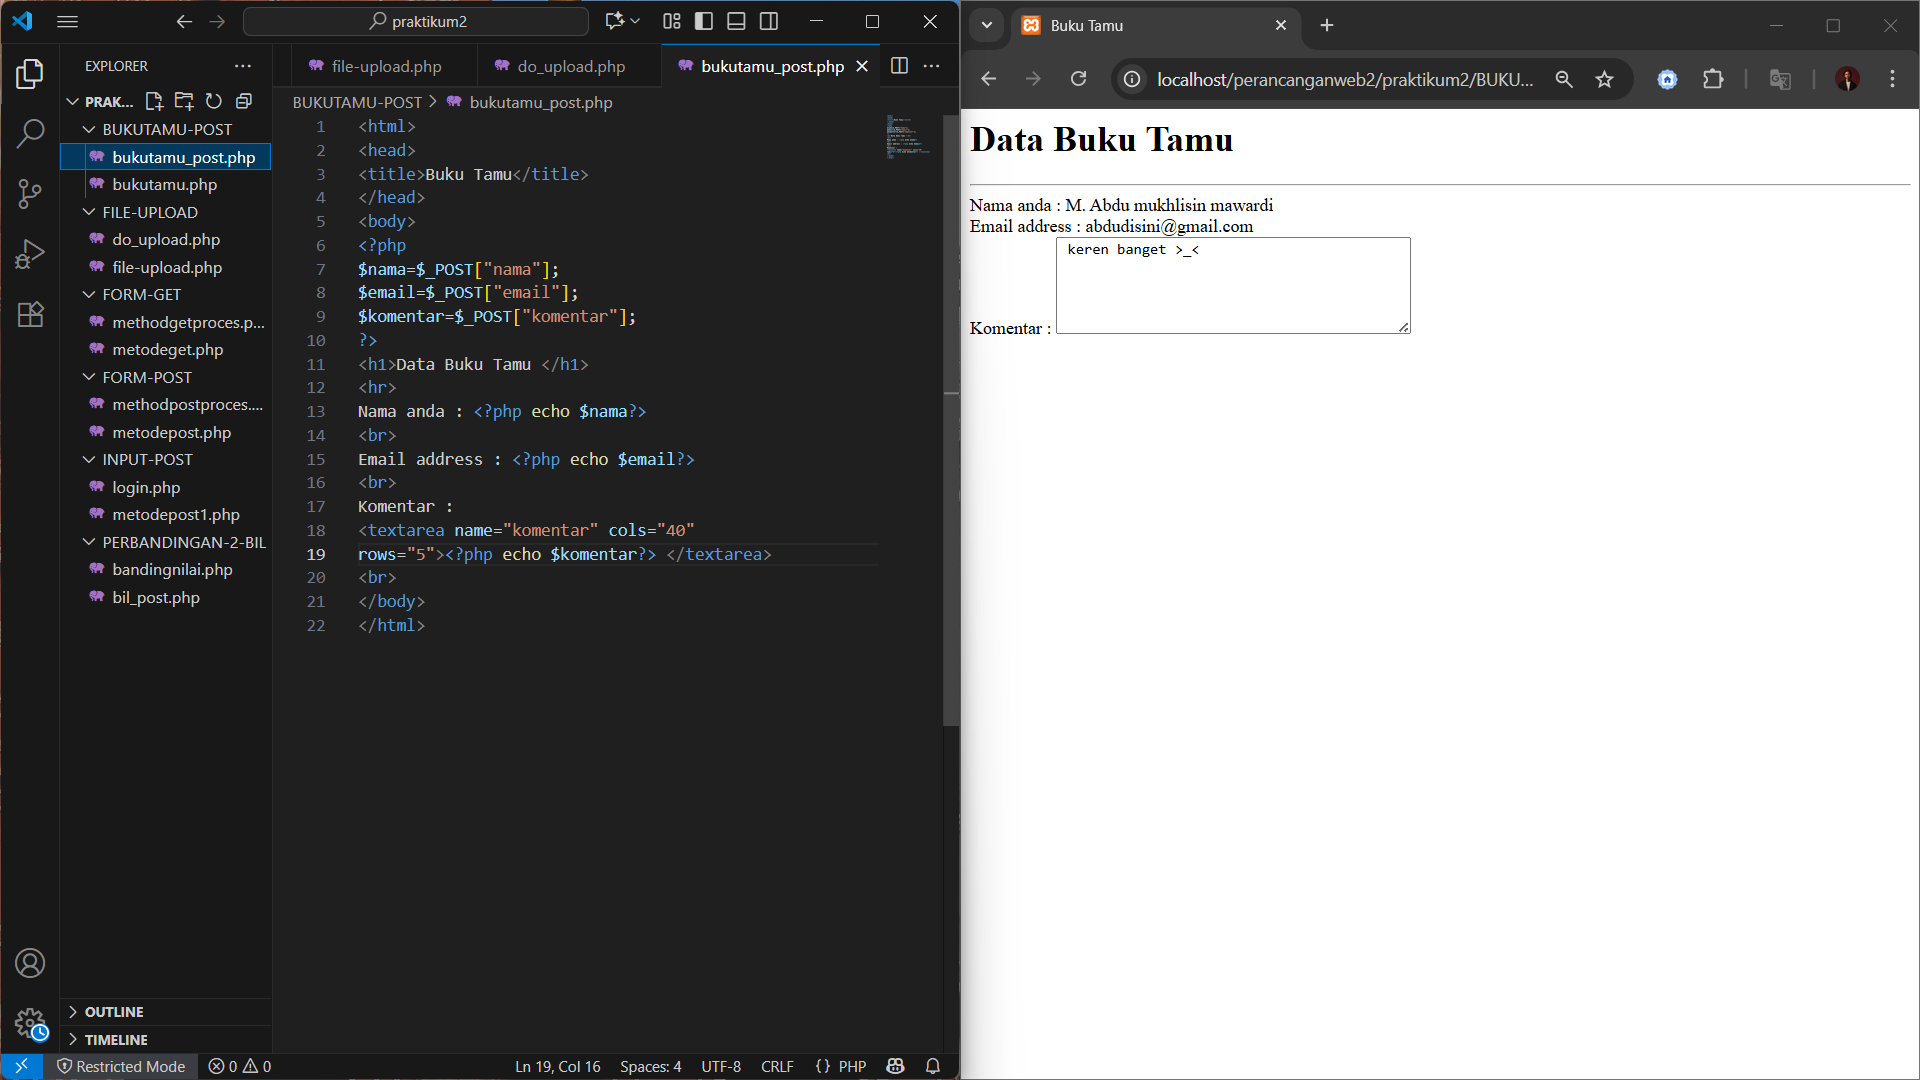 praktikum2
EXPLORER
PRAK...
BUKUTAMU-POST
bukutamu_post.php
bukutamu.php
FILE-UPLOAD
do_upload.php
file-upload.php
FORM-GET
methodgetproces.p...
metodeget.php
FORM-POST
methodpostproces....
metodepost.php
INPUT-POST
login.php
metodepost1.php
PERBANDINGAN-2-BIL
bandingnilai.php
bil_post.php
OUTLINE
TIMELINE
file-upload.php do_upload.php bukutamu_post.php
BUKUTAMU-POST > bukutamu_post.php
1 <html>
2 <head>
3 <title>Buku Tamu</title>
4 </head>
5 <body>
6 <?php
7 $nama=$_POST["nama"];
8 $email=$_POST["email"];
9 $komentar=$_POST["komentar"];
10 ?>
11 <h1>Data Buku Tamu </h1>
12 <hr>
13 Nama anda : <?php echo $nama?>
14 <br>
15 Email address : <?php echo $email?>
16 <br>
17 Komentar :
18 <textarea name="komentar" cols="40"
19 rows="5"><?php echo $komentar?> </textarea>
20 <br>
21 </body>
22 </html>
Restricted Mode 0 0 Ln 19, Col 16 Spaces: 4 UTF-8 CRLF {} PHP
Buku Tamu
localhost/perancanganweb2/praktikum2/BUKU...
Data Buku Tamu
Nama anda : M. Abdu mukhlisin mawardi
Email address : abdudisini@gmail.com
keren banget >_<
Komentar :